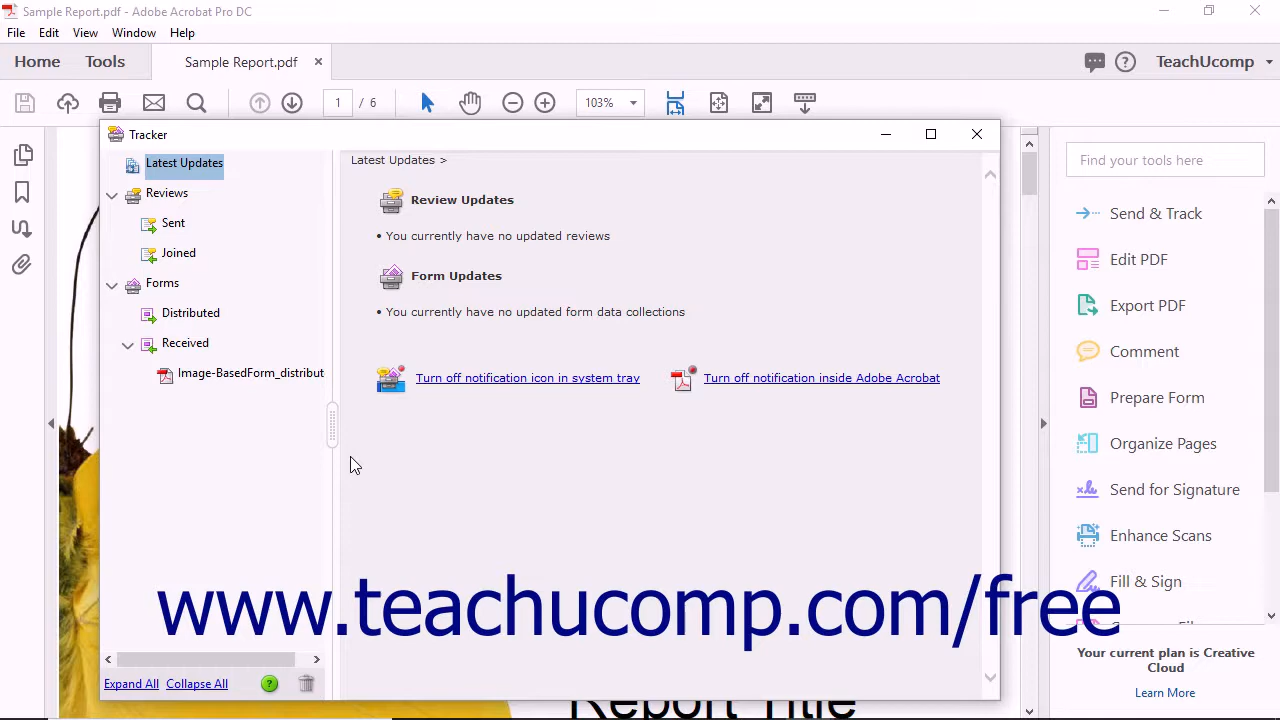 Sample Report.pdf - Adobe Acrobat Pro DC
File Edit View Window Help
Home Tools Sample Report.pdf TeachUcomp
1 / 6 103%
Tracker
Latest Updates
Reviews
Sent
Joined
Forms
Distributed
Received
Image-BasedForm_distribut
Expand All Collapse All
Latest Updates >
Review Updates
• You currently have no updated reviews
Form Updates
• You currently have no updated form data collections
Turn off notification icon in system tray Turn off notification inside Adobe Acrobat
Find your tools here
Send & Track
Edit PDF
Export PDF
Comment
Prepare Form
Organize Pages
Send for Signature
Enhance Scans
Fill & Sign
Your current plan is Creative
Cloud
Learn More
www.teachucomp.com/free
Report Title